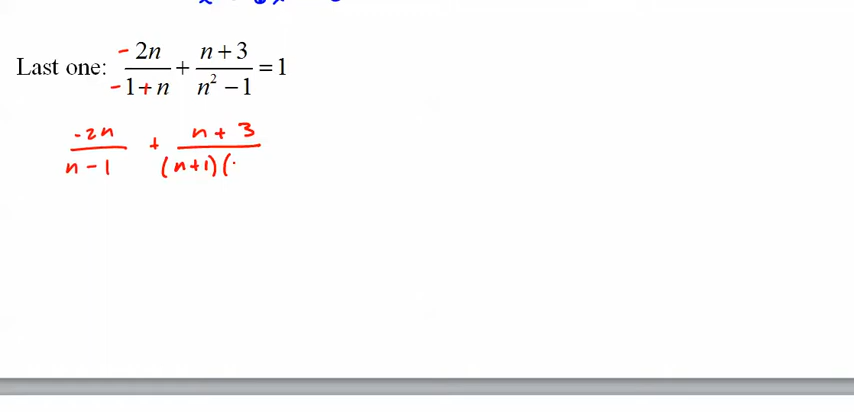 Last one: -2n/(-1+n) + (n+3)/(n²-1) = 1
-2n/(n-1) + (n+3)/((n+1)(